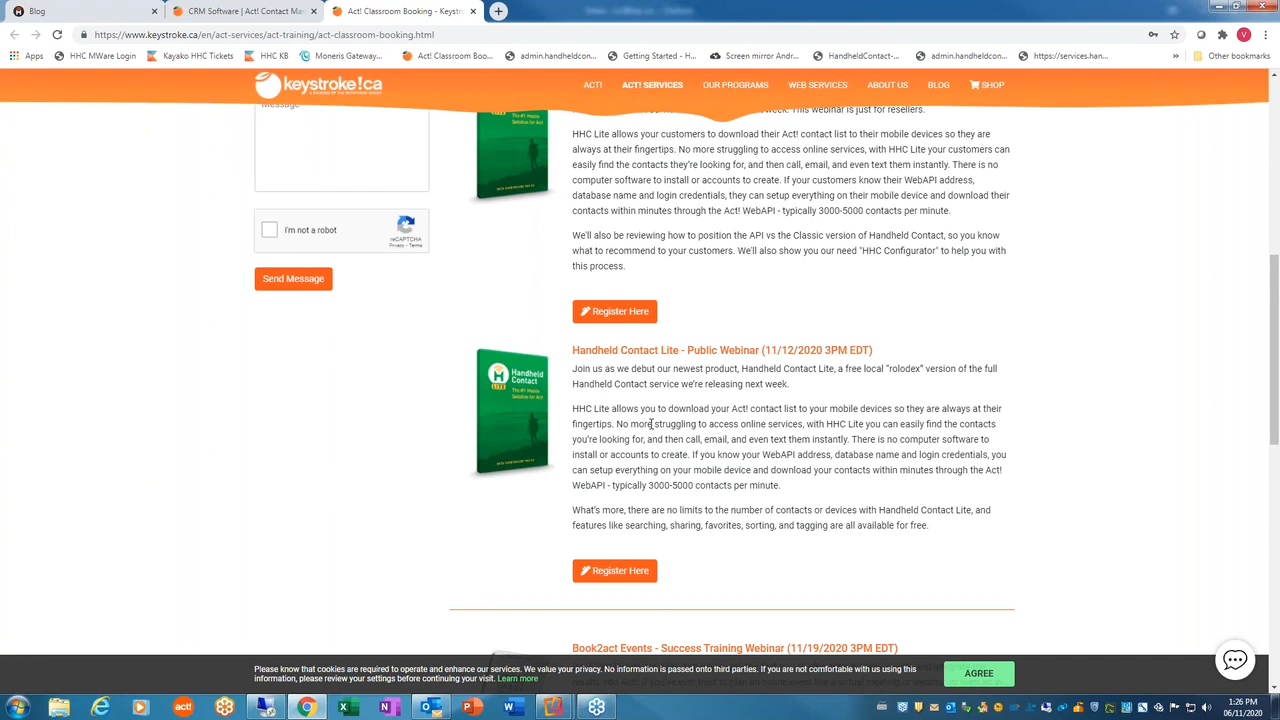 Blog
CRM Software | Act! Contact Man
Act! Classroom Booking - Keystro
https://www.keystroke.ca/en/act-services/act-training/act-classroom-booking.html
Apps
HHC MWare Login
Kayako HHC Tickets
HHC KB
Moneris Gateway...
Act! Classroom Boo...
admin.handheldcon...
Getting Started - H...
Screen mirror Andr...
HandheldContact-...
admin.handheldcon...
https://services.han...
»
Other bookmarks
keystroke!ca
ACT!
ACT! SERVICES
OUR PROGRAMS
WEB SERVICES
ABOUT US
BLOG
SHOP
Message
week. This webinar is just for resellers.
HHC Lite allows your customers to download their Act! contact list to their mobile devices so they are
always at their fingertips. No more struggling to access online services, with HHC Lite your customers can
easily find the contacts they're looking for, and then call, email, and even text them instantly. There is no
computer software to install or accounts to create. If your customers know their WebAPI address,
database name and login credentials, they can setup everything on their mobile device and download their
contacts within minutes through the Act! WebAPI - typically 3000-5000 contacts per minute.
We'll also be reviewing how to position the API vs the Classic version of Handheld Contact, so you know
what to recommend to your customers. We'll also show you our need "HHC Configurator" to help you with
this process.
I'm not a robot
reCAPTCHA
Privacy - Terms
Send Message
Register Here
Handheld Contact Lite - Public Webinar (11/12/2020 3PM EDT)
Join us as we debut our newest product, Handheld Contact Lite, a free local “rolodex” version of the full
Handheld Contact service we’re releasing next week.
HHC Lite allows you to download your Act! contact list to your mobile devices so they are always at their
fingertips. No more struggling to access online services, with HHC Lite you can easily find the contacts
you’re looking for, and then call, email, and even text them instantly. There is no computer software to
install or accounts to create. If you know your WebAPI address, database name and login credentials, you
can setup everything on your mobile device and download your contacts within minutes through the Act!
WebAPI - typically 3000-5000 contacts per minute.
What’s more, there are no limits to the number of contacts or devices with Handheld Contact Lite, and
features like searching, sharing, favorites, sorting, and tagging are all available for free.
Handheld
Contact
LITE
The #1 Mobile
Solution for Act!
Register Here
Book2act Events - Success Training Webinar (11/19/2020 3PM EDT)
Please know that cookies are required to operate and enhance our services. We value your privacy. No information is passed onto third parties. If you are not comfortable with us using this
information, please review your settings before continuing your visit. Learn more
AGREE
act!
1:26 PM
06/11/2020